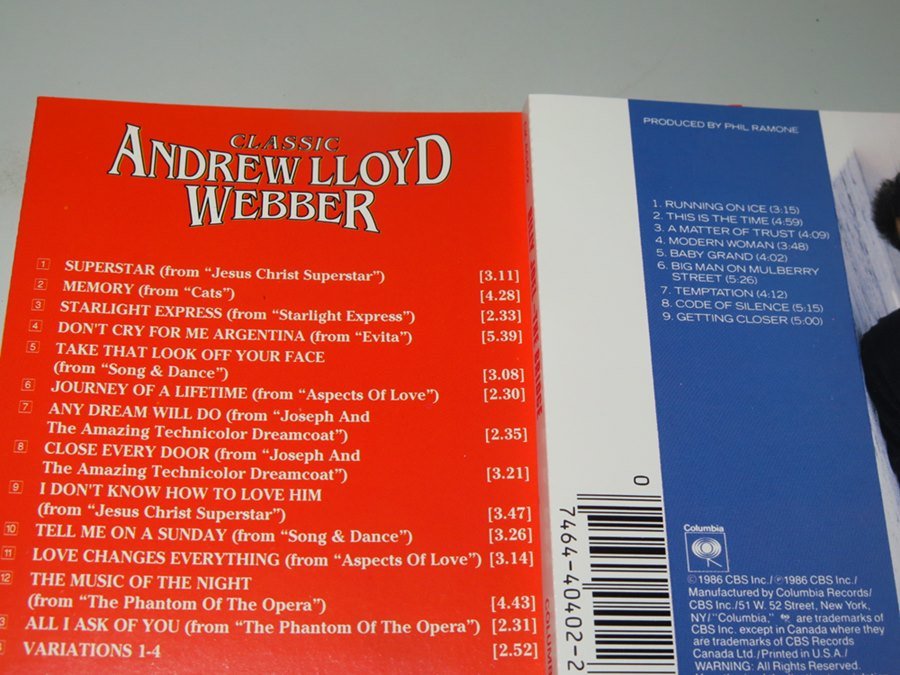 CLASSIC
ANDREW LLOYD
WEBBER
1 SUPERSTAR (from "Jesus Christ Superstar") [3.11]
2 MEMORY (from "Cats") [4.28]
3 STARLIGHT EXPRESS (from "Starlight Express") [2.33]
4 DON'T CRY FOR ME ARGENTINA (from "Evita") [5.39]
5 TAKE THAT LOOK OFF YOUR FACE
(from "Song & Dance") [3.08]
6 JOURNEY OF A LIFETIME (from "Aspects Of Love") [2.30]
7 ANY DREAM WILL DO (from "Joseph And
The Amazing Technicolor Dreamcoat") [2.35]
8 CLOSE EVERY DOOR (from "Joseph And
The Amazing Technicolor Dreamcoat") [3.21]
9 I DON'T KNOW HOW TO LOVE HIM
(from "Jesus Christ Superstar") [3.47]
10 TELL ME ON A SUNDAY (from "Song & Dance") [3.26]
11 LOVE CHANGES EVERYTHING (from "Aspects Of Love") [3.14]
12 THE MUSIC OF THE NIGHT
(from "The Phantom Of The Opera") [4.43]
3 ALL I ASK OF YOU (from "The Phantom Of The Opera") [2.31]
VARIATIONS 1-4 [2.52]
PRODUCED BY PHIL RAMONE
1. RUNNING ON ICE (3:15)
2. THIS IS THE TIME (4:59)
3. A MATTER OF TRUST (4:09)
4. MODERN WOMAN (3:48)
5. BABY GRAND (4:02)
6. BIG MAN ON MULBERRY
STREET (5:26)
7. TEMPTATION (4:12)
8. CODE OF SILENCE (5:15)
9. GETTING CLOSER (5:00)
0 7464-40402-2
Columbia
© 1986 CBS Inc./℗ 1986 CBS Inc./
Manufactured by Columbia Records/
CBS Inc./51 W. 52 Street, New York,
NY/"Columbia," are trademarks of
CBS Inc. except in Canada where they
are trademarks of CBS Records
Canada Ltd./Printed in U.S.A./
WARNING: All Rights Reserved.